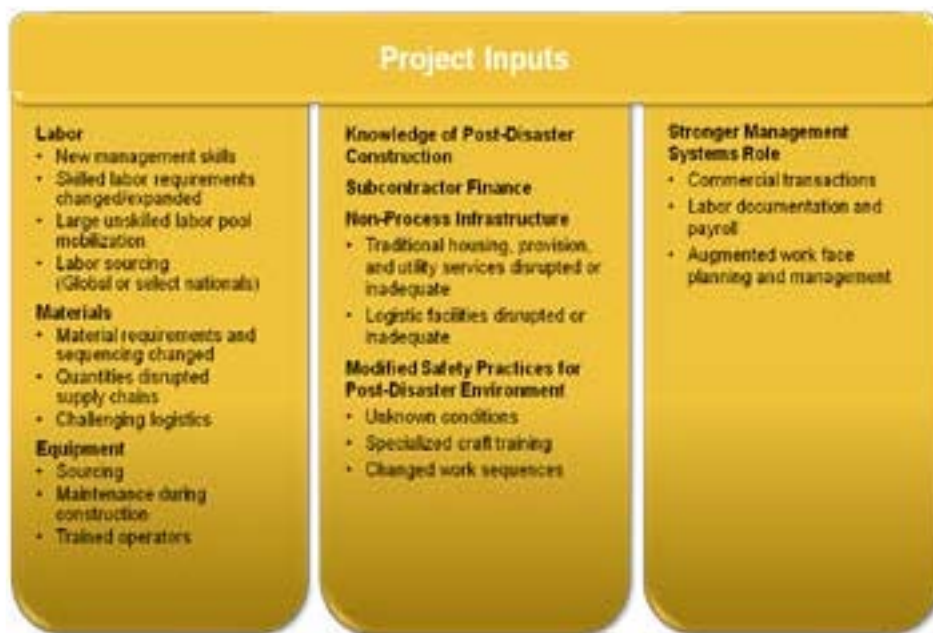 Project Inputs
Labor
• New management skills
• Skilled labor requirements
changed/expanded
• Large unskilled labor pool
mobilization
• Labor sourcing
(Global or select nationals)
Materials
• Material requirements and
sequencing changed
• Quantities disrupted
supply chains
• Challenging logistics
Equipment
• Sourcing
• Maintenance during
construction
• Trained operators
Knowledge of Post-Disaster
Construction
Subcontractor Finance
Non-Process Infrastructure
• Traditional housing, provision,
and utility services disrupted or
inadequate
• Logistic facilities disrupted or
inadequate
Modified Safety Practices for
Post-Disaster Environment
• Unknown conditions
• Specialized craft training
• Changed work sequences
Stronger Management
Systems Role
• Commercial transactions
• Labor documentation and
payroll
• Augmented work face
planning and management